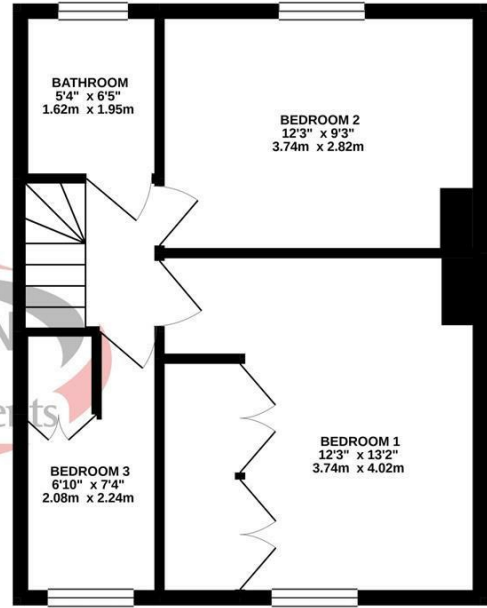 BATHROOM
5'4" x 6'5"
1.62m x 1.95m
BEDROOM 2
12'3" x 9'3"
3.74m x 2.82m
BEDROOM 1
12'3" x 13'2"
3.74m x 4.02m
BEDROOM 3
6'10" x 7'4"
2.08m x 2.24m